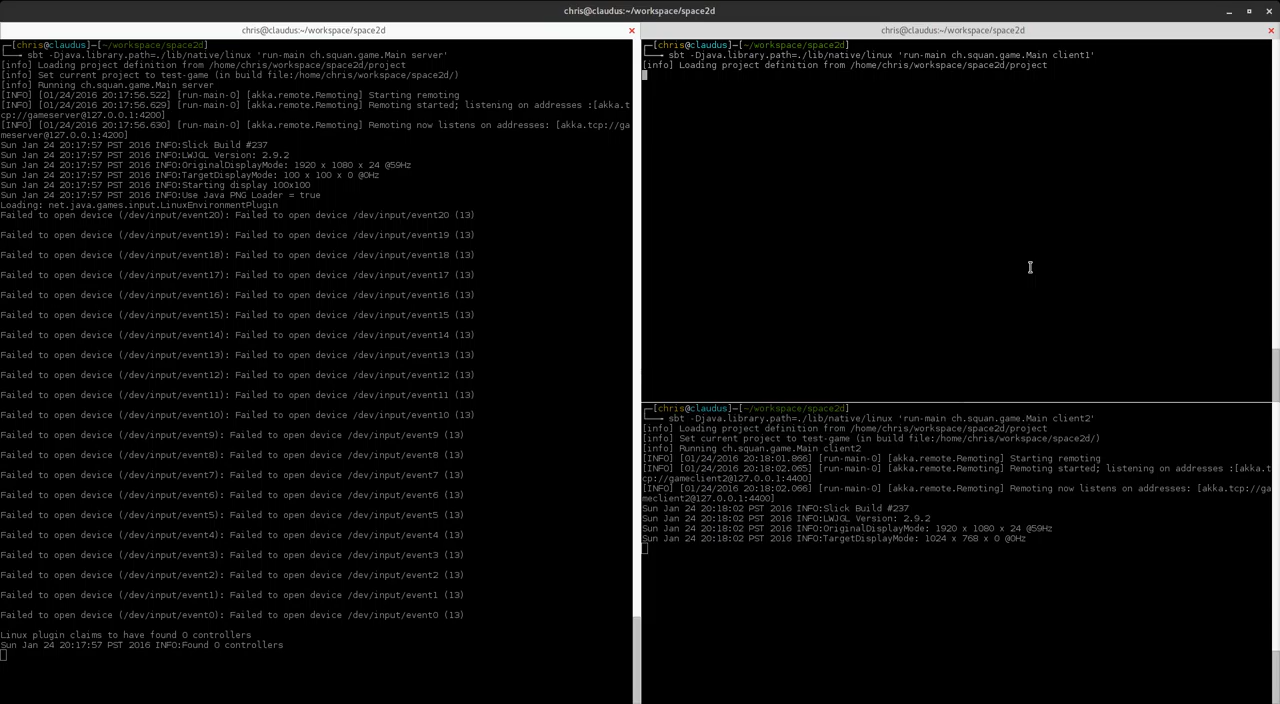 chris@claudus:~/workspace/space2d
chris@claudus:~/workspace/space2d
┌─[chris@claudus]─[~/workspace/space2d]
└──╼ sbt -Djava.library.path=./lib/native/linux 'run-main ch.squan.game.Main server'
[info] Loading project definition from /home/chris/workspace/space2d/project
[info] Set current project to test-game (in build file:/home/chris/workspace/space2d/)
[info] Running ch.squan.game.Main server
[INFO] [01/24/2016 20:17:56.522] [run-main-0] [akka.remote.Remoting] Starting remoting
[INFO] [01/24/2016 20:17:56.629] [run-main-0] [akka.remote.Remoting] Remoting started; listening on addresses :[akka.t
cp://gameserver@127.0.0.1:4200]
[INFO] [01/24/2016 20:17:56.630] [run-main-0] [akka.remote.Remoting] Remoting now listens on addresses: [akka.tcp://ga
meserver@127.0.0.1:4200]
Sun Jan 24 20:17:57 PST 2016 INFO:Slick Build #237
Sun Jan 24 20:17:57 PST 2016 INFO:LWJGL Version: 2.9.2
Sun Jan 24 20:17:57 PST 2016 INFO:OriginalDisplayMode: 1920 x 1080 x 24 @59Hz
Sun Jan 24 20:17:57 PST 2016 INFO:TargetDisplayMode: 100 x 100 x 0 @0Hz
Sun Jan 24 20:17:57 PST 2016 INFO:Starting display 100x100
Sun Jan 24 20:17:57 PST 2016 INFO:Use Java PNG Loader = true
Loading: net.java.games.input.LinuxEnvironmentPlugin
Failed to open device (/dev/input/event20): Failed to open device /dev/input/event20 (13)
Failed to open device (/dev/input/event19): Failed to open device /dev/input/event19 (13)
Failed to open device (/dev/input/event18): Failed to open device /dev/input/event18 (13)
Failed to open device (/dev/input/event17): Failed to open device /dev/input/event17 (13)
Failed to open device (/dev/input/event16): Failed to open device /dev/input/event16 (13)
Failed to open device (/dev/input/event15): Failed to open device /dev/input/event15 (13)
Failed to open device (/dev/input/event14): Failed to open device /dev/input/event14 (13)
Failed to open device (/dev/input/event13): Failed to open device /dev/input/event13 (13)
Failed to open device (/dev/input/event12): Failed to open device /dev/input/event12 (13)
Failed to open device (/dev/input/event11): Failed to open device /dev/input/event11 (13)
Failed to open device (/dev/input/event10): Failed to open device /dev/input/event10 (13)
Failed to open device (/dev/input/event9): Failed to open device /dev/input/event9 (13)
Failed to open device (/dev/input/event8): Failed to open device /dev/input/event8 (13)
Failed to open device (/dev/input/event7): Failed to open device /dev/input/event7 (13)
Failed to open device (/dev/input/event6): Failed to open device /dev/input/event6 (13)
Failed to open device (/dev/input/event5): Failed to open device /dev/input/event5 (13)
Failed to open device (/dev/input/event4): Failed to open device /dev/input/event4 (13)
Failed to open device (/dev/input/event3): Failed to open device /dev/input/event3 (13)
Failed to open device (/dev/input/event2): Failed to open device /dev/input/event2 (13)
Failed to open device (/dev/input/event1): Failed to open device /dev/input/event1 (13)
Failed to open device (/dev/input/event0): Failed to open device /dev/input/event0 (13)
Linux plugin claims to have found 0 controllers
Sun Jan 24 20:17:57 PST 2016 INFO:Found 0 controllers
chris@claudus:~/workspace/space2d
┌─[chris@claudus]─[~/workspace/space2d]
└──╼ sbt -Djava.library.path=./lib/native/linux 'run-main ch.squan.game.Main client1'
[info] Loading project definition from /home/chris/workspace/space2d/project
┌─[chris@claudus]─[~/workspace/space2d]
└──╼ sbt -Djava.library.path=./lib/native/linux 'run-main ch.squan.game.Main client2'
[info] Loading project definition from /home/chris/workspace/space2d/project
[info] Set current project to test-game (in build file:/home/chris/workspace/space2d/)
[info] Running ch.squan.game.Main client2
[INFO] [01/24/2016 20:18:01.866] [run-main-0] [akka.remote.Remoting] Starting remoting
[INFO] [01/24/2016 20:18:02.065] [run-main-0] [akka.remote.Remoting] Remoting started; listening on addresses :[akka.t
cp://gameclient2@127.0.0.1:4400]
[INFO] [01/24/2016 20:18:02.066] [run-main-0] [akka.remote.Remoting] Remoting now listens on addresses: [akka.tcp://ga
meclient2@127.0.0.1:4400]
Sun Jan 24 20:18:02 PST 2016 INFO:Slick Build #237
Sun Jan 24 20:18:02 PST 2016 INFO:LWJGL Version: 2.9.2
Sun Jan 24 20:18:02 PST 2016 INFO:OriginalDisplayMode: 1920 x 1080 x 24 @59Hz
Sun Jan 24 20:18:02 PST 2016 INFO:TargetDisplayMode: 1024 x 768 x 0 @0Hz